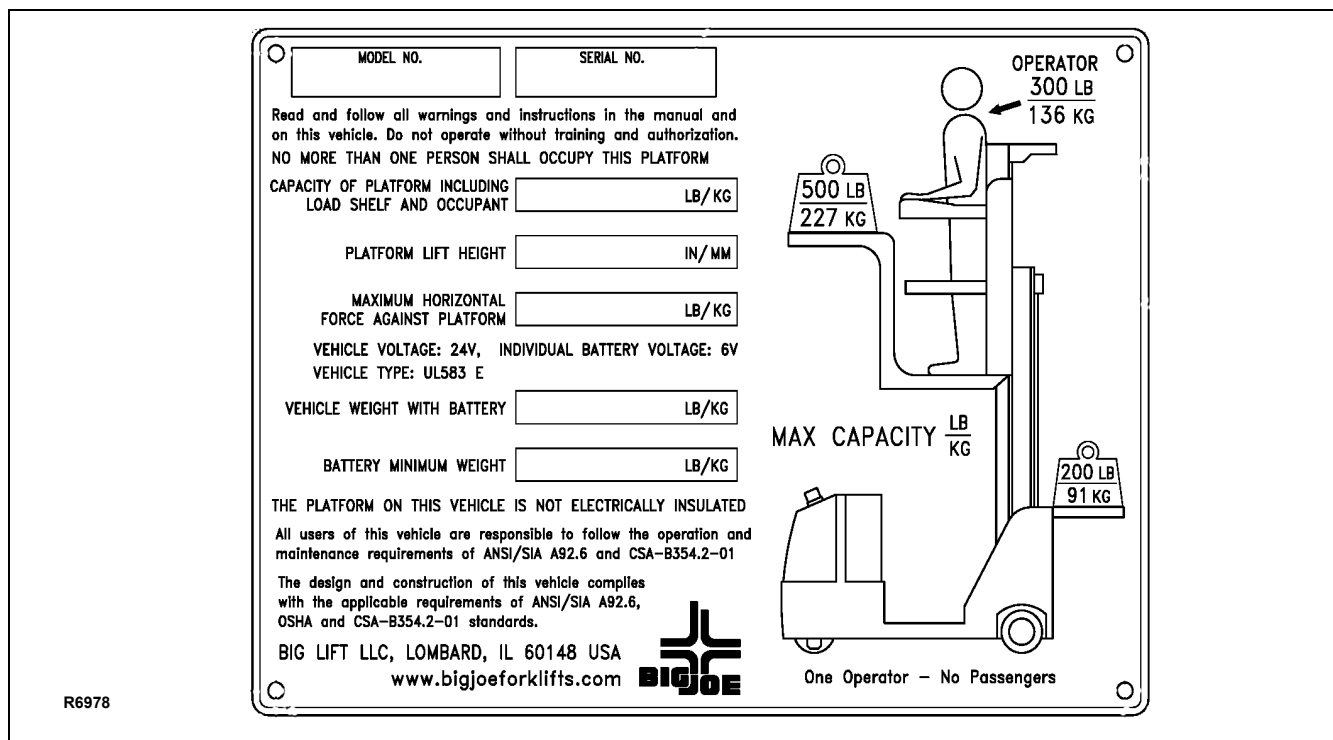 MODEL NO.
SERIAL NO.
Read and follow all warnings and instructions in the manual and
on this vehicle. Do not operate without training and authorization.
NO MORE THAN ONE PERSON SHALL OCCUPY THIS PLATFORM
CAPACITY OF PLATFORM INCLUDING
LOAD SHELF AND OCCUPANT
LB/KG
PLATFORM LIFT HEIGHT
IN/MM
MAXIMUM HORIZONTAL
FORCE AGAINST PLATFORM
LB/KG
VEHICLE VOLTAGE: 24V, INDIVIDUAL BATTERY VOLTAGE: 6V
VEHICLE TYPE: UL583 E
VEHICLE WEIGHT WITH BATTERY
LB/KG
BATTERY MINIMUM WEIGHT
LB/KG
THE PLATFORM ON THIS VEHICLE IS NOT ELECTRICALLY INSULATED
All users of this vehicle are responsible to follow the operation and
maintenance requirements of ANSI/SIA A92.6 and CSA-B354.2-01
The design and construction of this vehicle complies
with the applicable requirements of ANSI/SIA A92.6,
OSHA and CSA-B354.2-01 standards.
BIG LIFT LLC, LOMBARD, IL 60148 USA
www.bigjoeforklifts.com
BIG JOE
OPERATOR
300 LB
136 KG
500 LB
227 KG
MAX CAPACITY LB
KG
200 LB
91 KG
One Operator - No Passengers
R6978